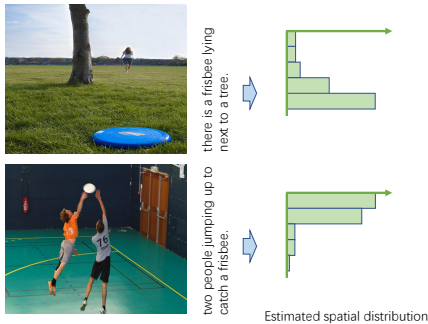 there is a frisbee lying
next to a tree.
two people jumping up to
catch a frisbee.
76
Estimated spatial distribution